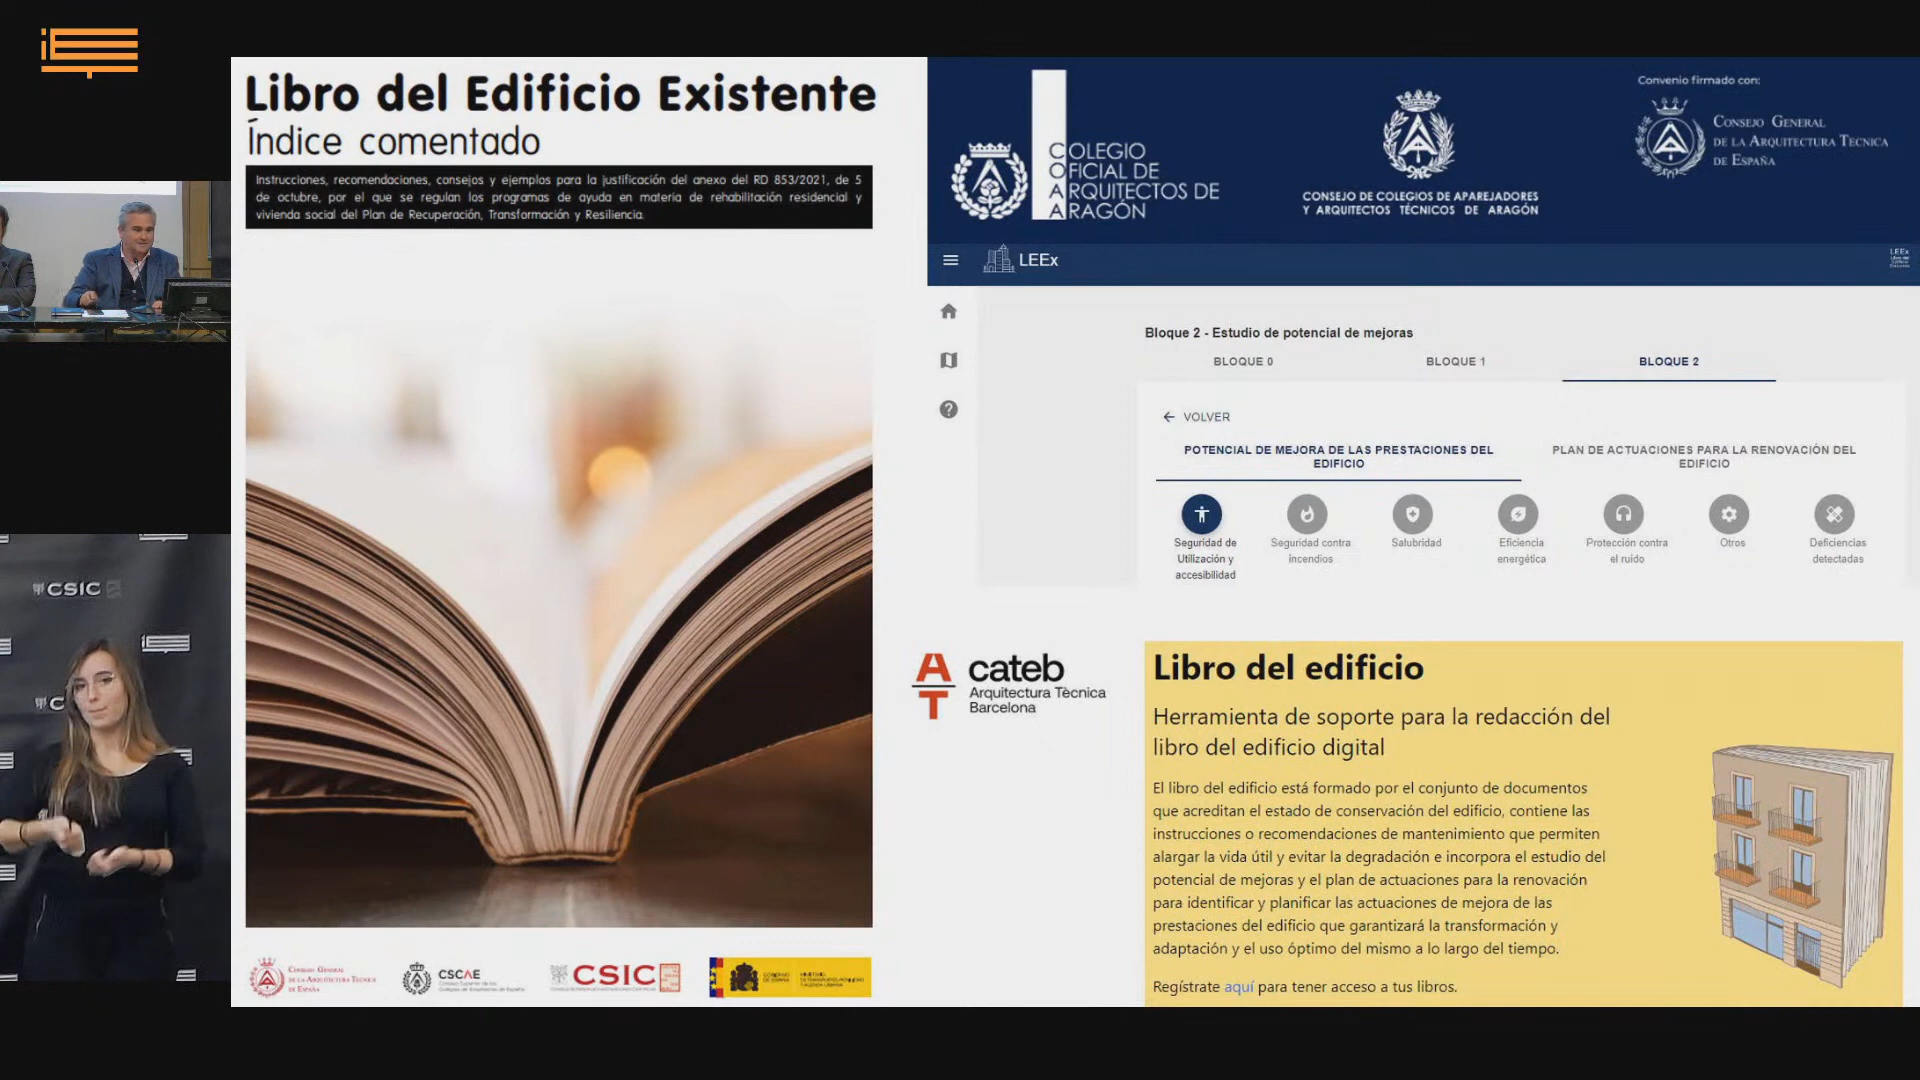 Libro del Edificio Existente
Índice comentado
Instrucciones, recomendaciones, consejos y ejemplos para la justificación del anexo del RD 853/2021, de 5
de octubre, por el que se regulan los programas de ayuda en materia de rehabilitación residencial y
vivienda social del Plan de Recuperación, Transformación y Resiliencia.
CONSEJO GENERAL
DE LA ARQUITECTURA TÉCNICA
DE ESPAÑA
CSCAE
CSIC
COLEGIO
OFICIAL DE
ARQUITECTOS DE
ARAGÓN
CONSEJO DE COLEGIOS DE APAREJADORES
Y ARQUITECTOS TÉCNICOS DE ARAGÓN
Convenio firmado con:
CONSEJO GENERAL
DE LA ARQUITECTURA TÉCNICA
DE ESPAÑA
LEEx
Bloque 2 - Estudio de potencial de mejoras
BLOQUE 0
BLOQUE 1
BLOQUE 2
VOLVER
POTENCIAL DE MEJORA DE LAS PRESTACIONES DEL
EDIFICIO
PLAN DE ACTUACIONES PARA LA RENOVACIÓN DEL
EDIFICIO
Seguridad de
Utilización y
accesibilidad
Seguridad contra
incendios
Salubridad
Eficiencia
energética
Protección contra
el ruido
Otros
Deficiencias
detectadas
AT
cateb
Arquitectura Tècnica
Barcelona
Libro del edificio
Herramienta de soporte para la redacción del
libro del edificio digital
El libro del edificio está formado por el conjunto de documentos
que acreditan el estado de conservación del edificio, contiene las
instrucciones o recomendaciones de mantenimiento que permiten
alargar la vida útil y evitar la degradación e incorpora el estudio del
potencial de mejoras y el plan de actuaciones para la renovación
para identificar y planificar las actuaciones de mejora de las
prestaciones del edificio que garantizará la transformación y
adaptación y el uso óptimo del mismo a lo largo del tiempo.
Regístrate aquí para tener acceso a tus libros.
CSIC